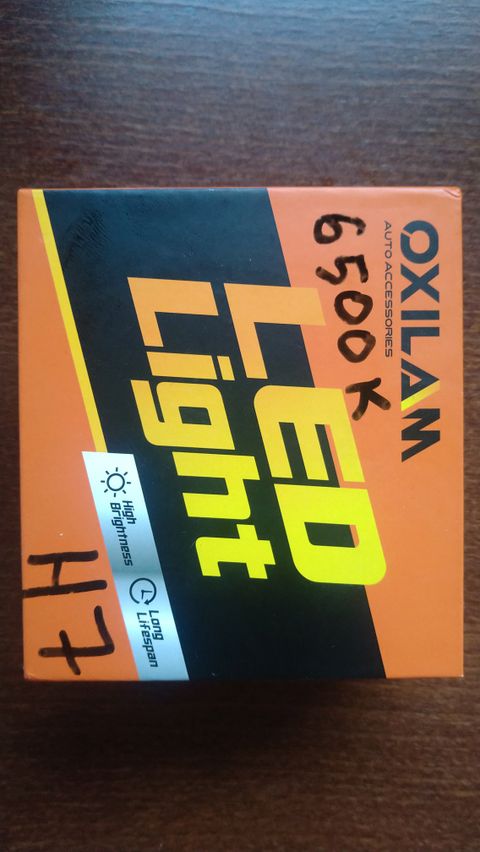 OXILAM
AUTO ACCESSORIES
6500K
LED
Light
High
Brightness
Long
Lifespan
H7